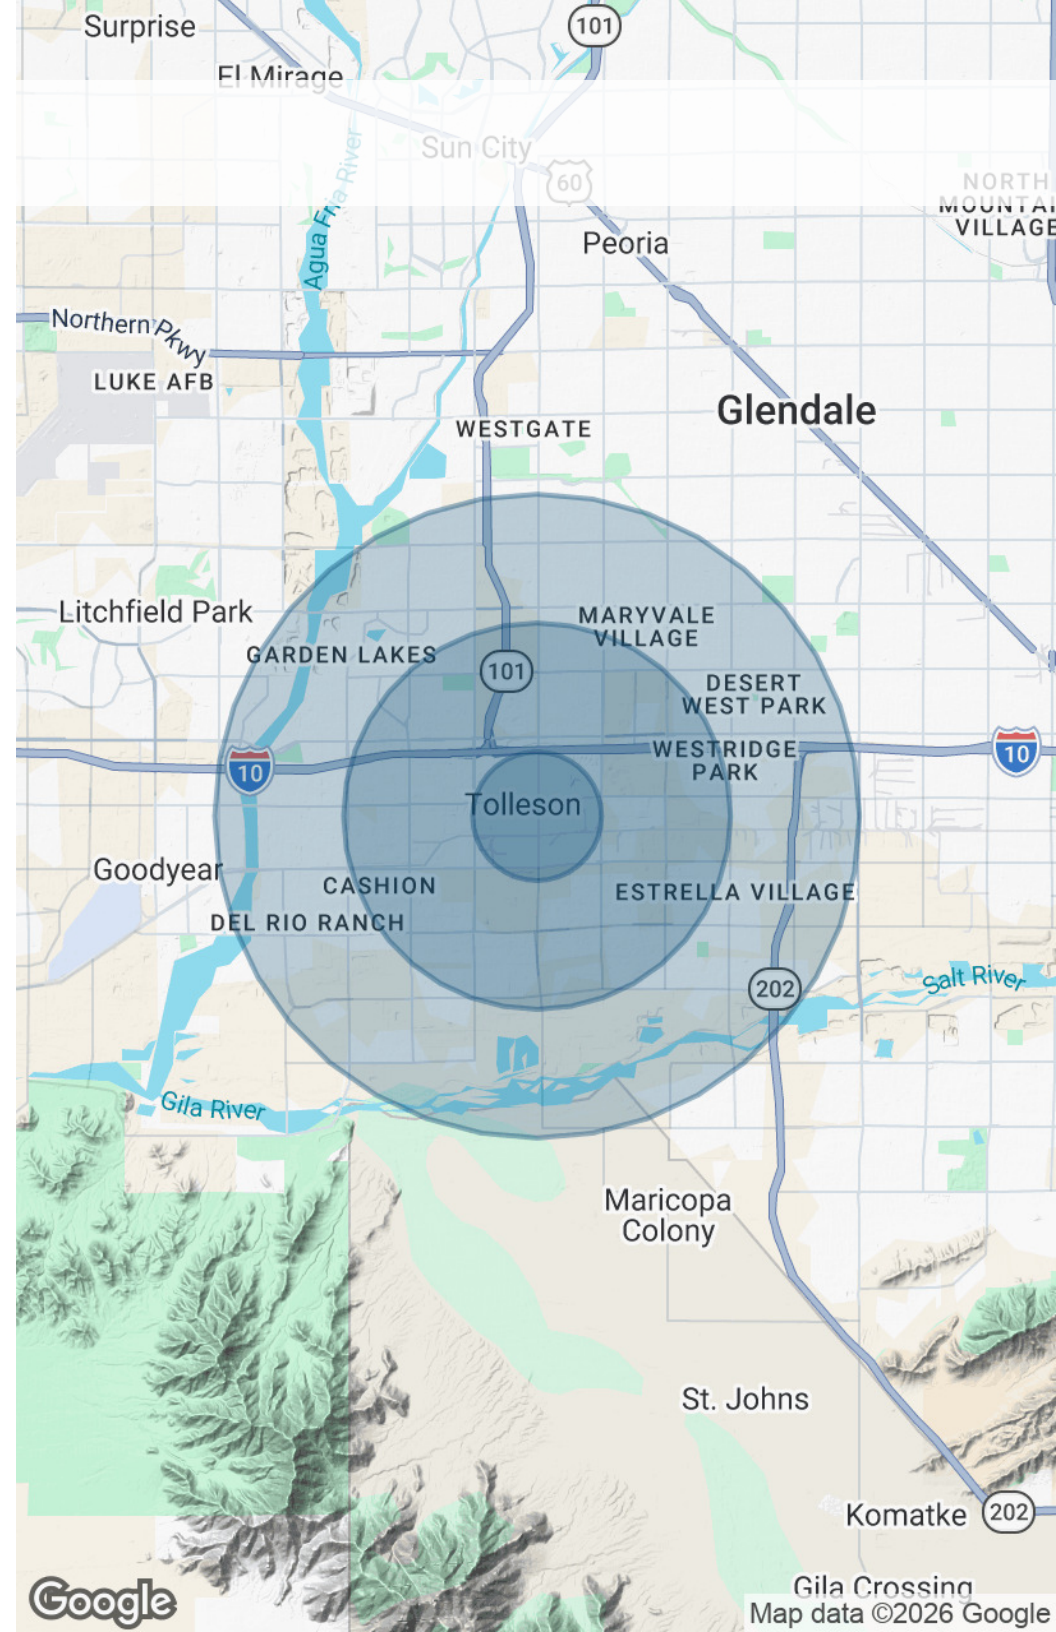 Surprise
101
El Mirage
Sun City
60
Agua Fria River
NORTH
MOUNTAI
VILLAGE
Peoria
Northern Pkwy
LUKE AFB
Glendale
WESTGATE
Litchfield Park
MARYVALE
VILLAGE
GARDEN LAKES
101
DESERT
WEST PARK
10
WESTRIDGE
PARK
10
Tolleson
Goodyear
CASHION
ESTRELLA VILLAGE
DEL RIO RANCH
202
Salt River
Gila River
Maricopa
Colony
St. Johns
Komatke
202
Gila Crossing
Google
Map data ©2026 Google